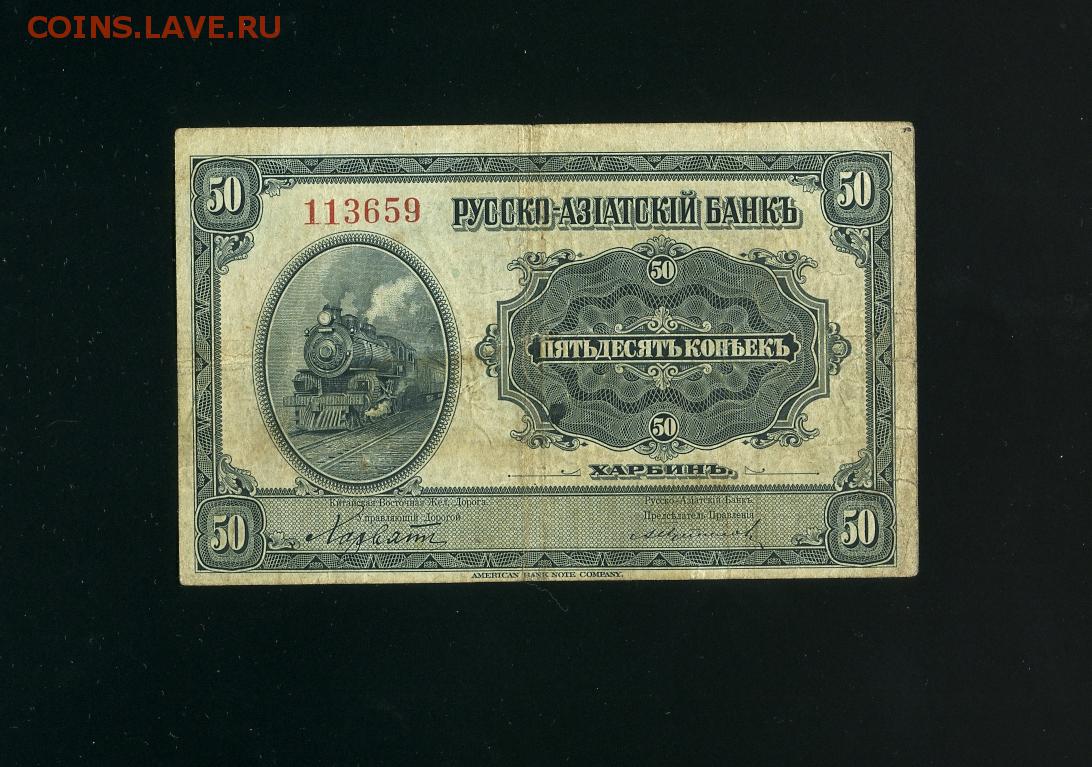 COINS.LAVE.RU
50 50
113659 РУССКО-АЗІАТСКІЙ БАНКЪ
50
ПЯТЬДЕСЯТЪ КОПѢЕКЪ
50
ХАРБИНЪ.
Китайская Восточная Жел. Дорога. Русско-Азіатскій Банкъ.
Управляющій Дорогой Предсѣдатель Правленія
50 Хорватъ 50
AMERICAN BANK NOTE COMPANY.